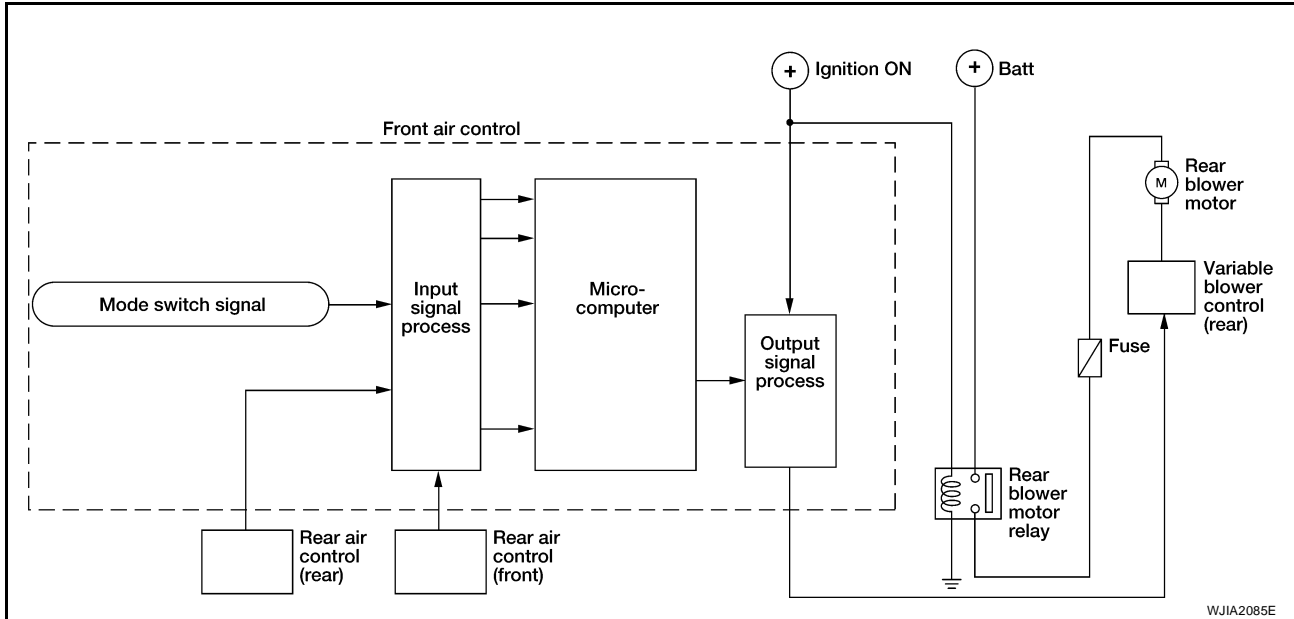 + Ignition ON
+ Batt
Front air control
Rear
blower
motor
M
Variable
blower
control
(rear)
Mode switch signal
Input
signal
process
Micro-
computer
Output
signal
process
Fuse
Rear
blower
motor
relay
Rear air
control
(rear)
Rear air
control
(front)
WJIA2085E